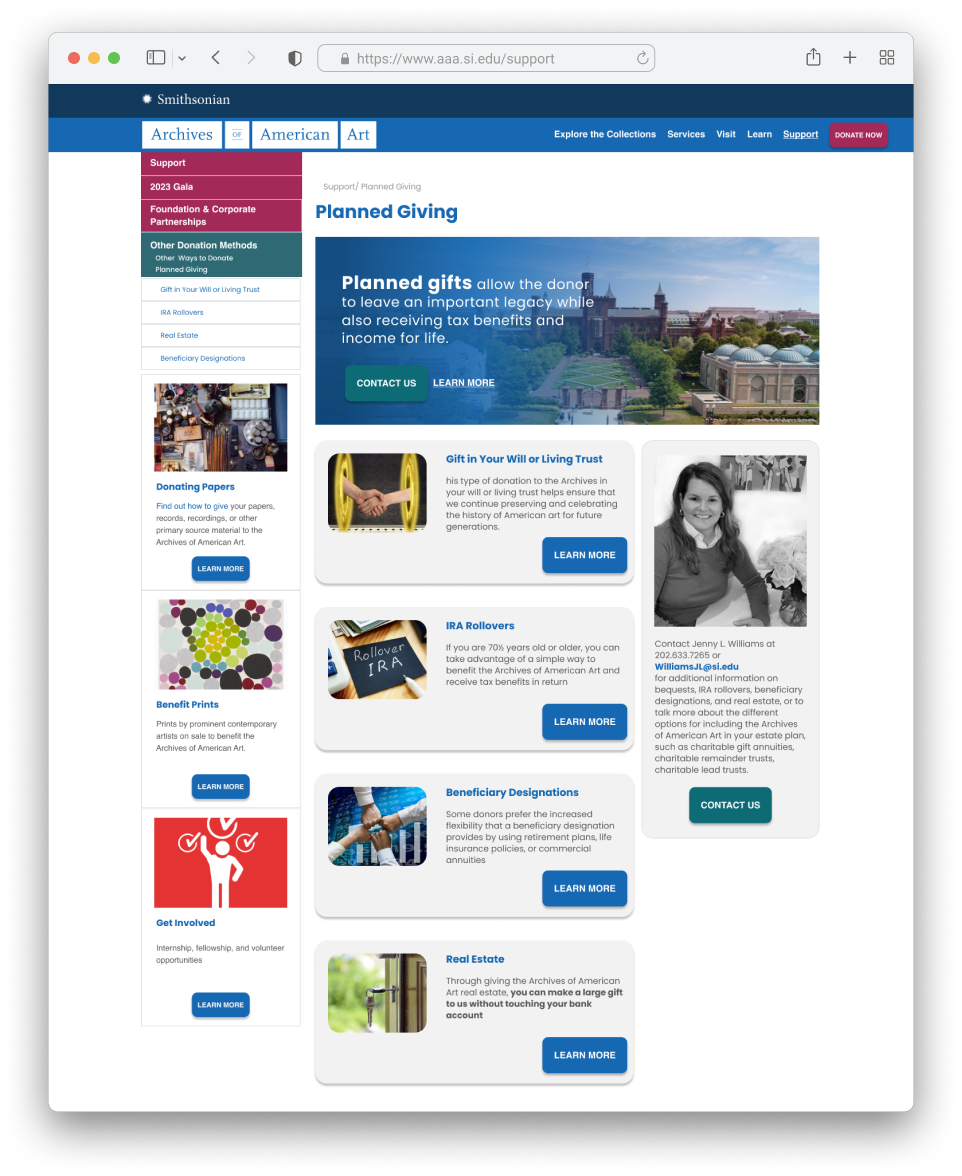 https://www.aaa.si.edu/support
Smithsonian
Archives OF American Art
Explore the Collections Services Visit Learn Support DONATE NOW
Support
2023 Gala
Foundation & Corporate
Partnerships
Other Donation Methods
Other Ways to Donate
Planned Giving
Gift in Your Will or Living Trust
IRA Rollovers
Real Estate
Beneficiary Designations
Donating Papers
Find out how to give your papers,
records, recordings, or other
primary source material to the
Archives of American Art.
LEARN MORE
Benefit Prints
Prints by prominent contemporary
artists on sale to benefit the
Archives of American Art.
LEARN MORE
Get Involved
Internship, fellowship, and volunteer
opportunities
LEARN MORE
Support/ Planned Giving
Planned Giving
Planned gifts allow the donor
to leave an important legacy while
also receiving tax benefits and
income for life.
CONTACT US LEARN MORE
Gift in Your Will or Living Trust
his type of donation to the Archives in
your will or living trust helps ensure that
we continue preserving and celebrating
the history of American art for future
generations.
LEARN MORE
Rollover
IRA
IRA Rollovers
If you are 70½ years old or older, you can
take advantage of a simple way to
benefit the Archives of American Art and
receive tax benefits in return
LEARN MORE
Beneficiary Designations
Some donors prefer the increased
flexibility that a beneficiary designation
provides by using retirement plans, life
insurance policies, or commercial
annuities
LEARN MORE
Real Estate
Through giving the Archives of American
Art real estate, you can make a large gift
to us without touching your bank
account
LEARN MORE
Contact Jenny L. Williams at
202.633.7265 or
WilliamsJL@si.edu
for additional information on
bequests, IRA rollovers, beneficiary
designations, and real estate, or to
talk more about the different
options for including the Archives
of American Art in your estate plan,
such as charitable gift annuities,
charitable remainder trusts,
charitable lead trusts.
CONTACT US